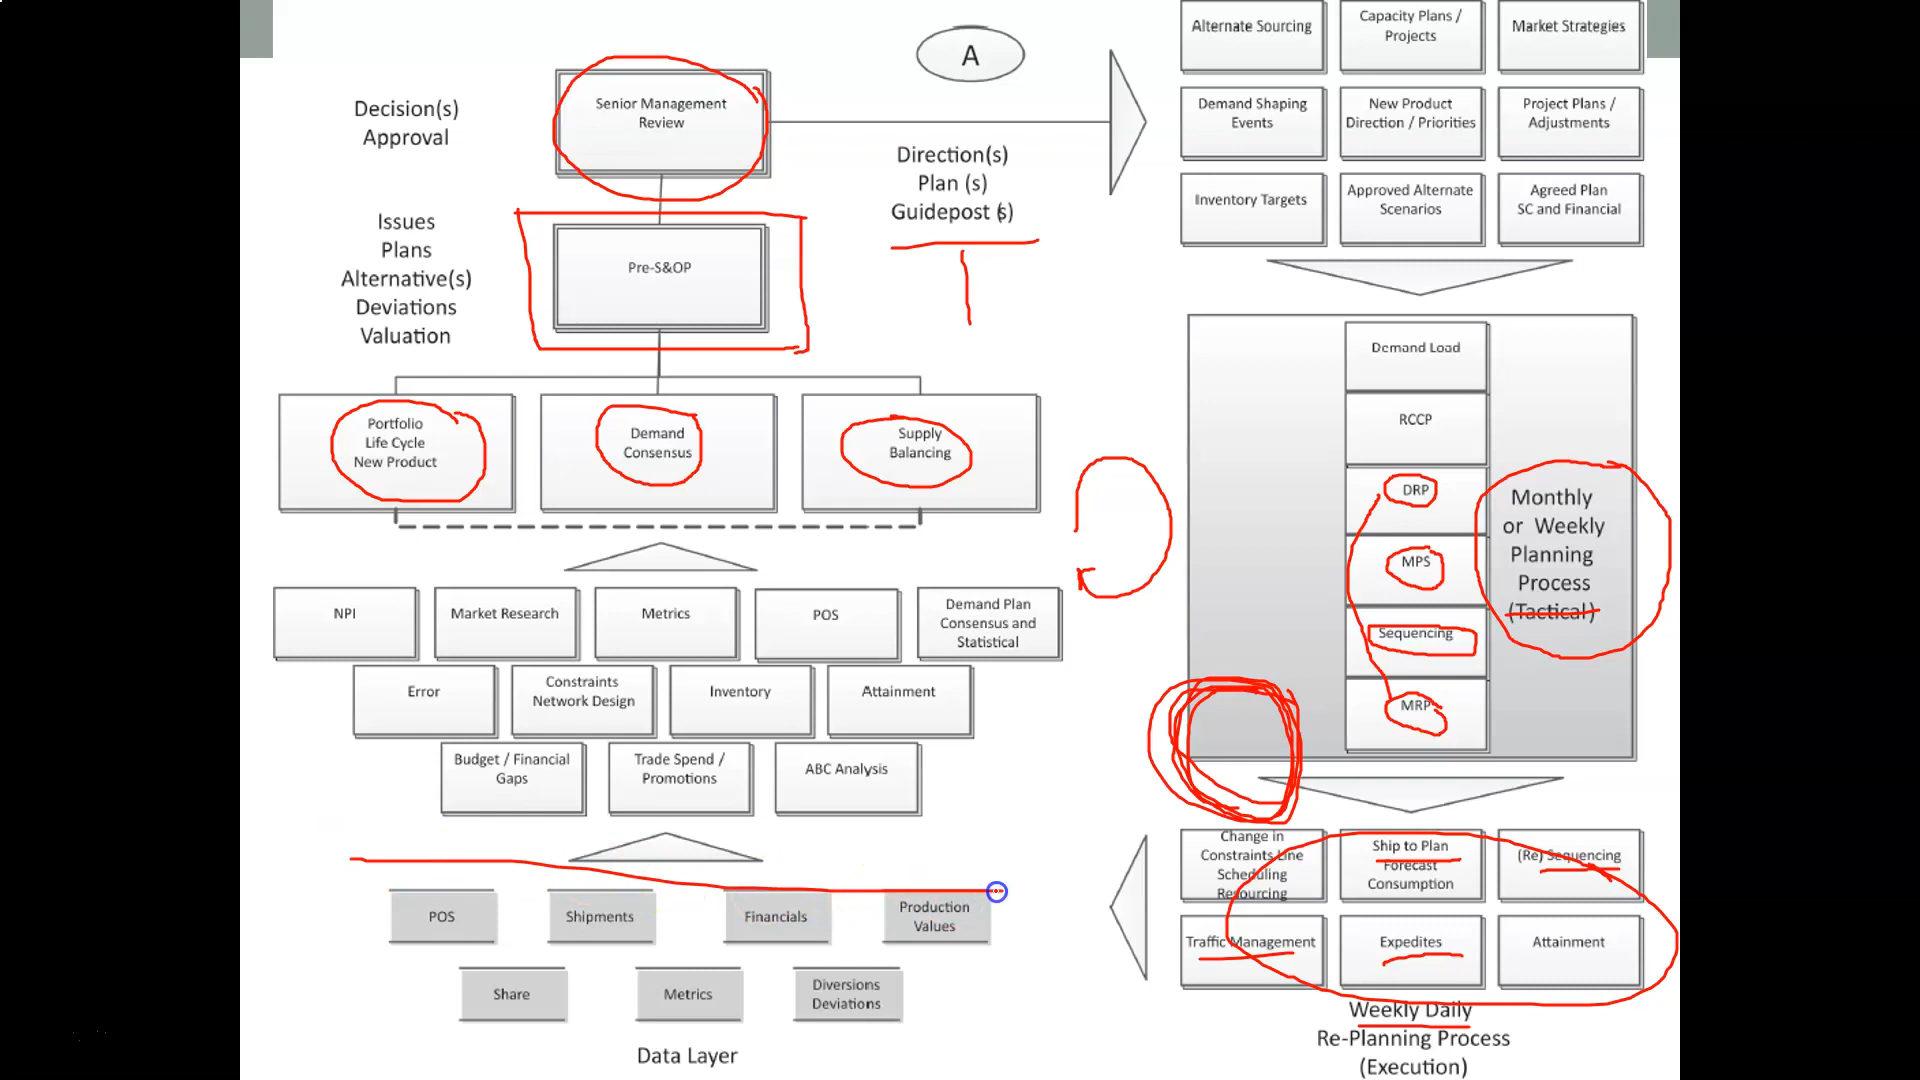 Decision(s)
Approval
Senior Management
Review
A
Direction(s)
Plan (s)
Guidepost (s)
Issues
Plans
Alternative(s)
Deviations
Valuation
Pre-S&OP
Portfolio
Life Cycle
New Product
Demand
Consensus
Supply
Balancing
NPI
Market Research
Metrics
POS
Demand Plan
Consensus and
Statistical
Error
Constraints
Network Design
Inventory
Attainment
Budget / Financial
Gaps
Trade Spend /
Promotions
ABC Analysis
POS
Shipments
Financials
Production
Values
Share
Metrics
Diversions
Deviations
Data Layer
Alternate Sourcing
Capacity Plans /
Projects
Market Strategies
Demand Shaping
Events
New Product
Direction / Priorities
Project Plans /
Adjustments
Inventory Targets
Approved Alternate
Scenarios
Agreed Plan
SC and Financial
Demand Load
RCCP
DRP
MPS
Sequencing
MRP
Monthly
or Weekly
Planning
Process
(Tactical)
Change in
Constraints Line
Scheduling
Resourcing
Ship to Plan
Forecast
Consumption
(Re) Sequencing
Traffic Management
Expedites
Attainment
Weekly Daily
Re-Planning Process
(Execution)